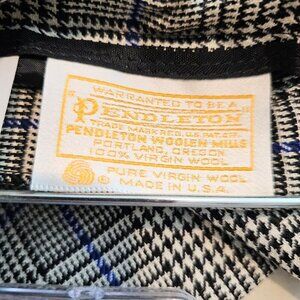 WARRANTED TO BE A
"PENDLETON"
TRADE MARK REG. U.S. PAT. OFF.
PENDLETON WOOLEN MILLS
PORTLAND, OREGON
100% VIRGIN WOOL
PURE VIRGIN WOOL
MADE IN U.S.A.